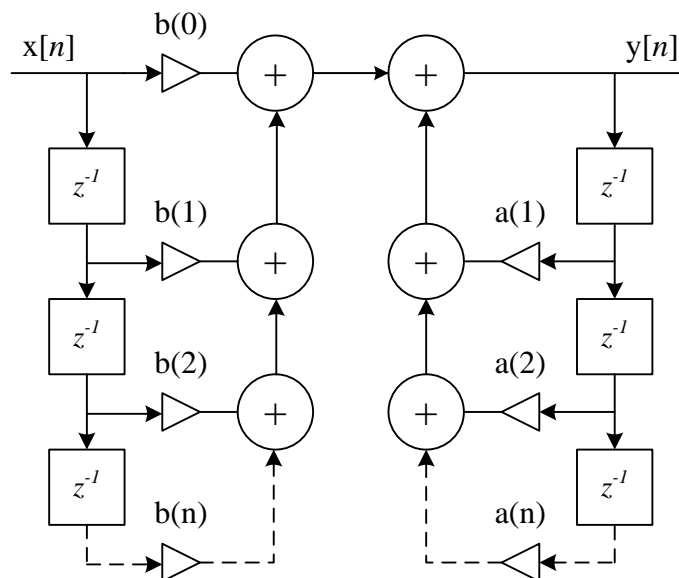 b(0)
x[n]
y[n]
+
+
z⁻¹
z⁻¹
b(1)
a(1)
+
+
z⁻¹
z⁻¹
b(2)
a(2)
+
+
z⁻¹
z⁻¹
b(n)
a(n)